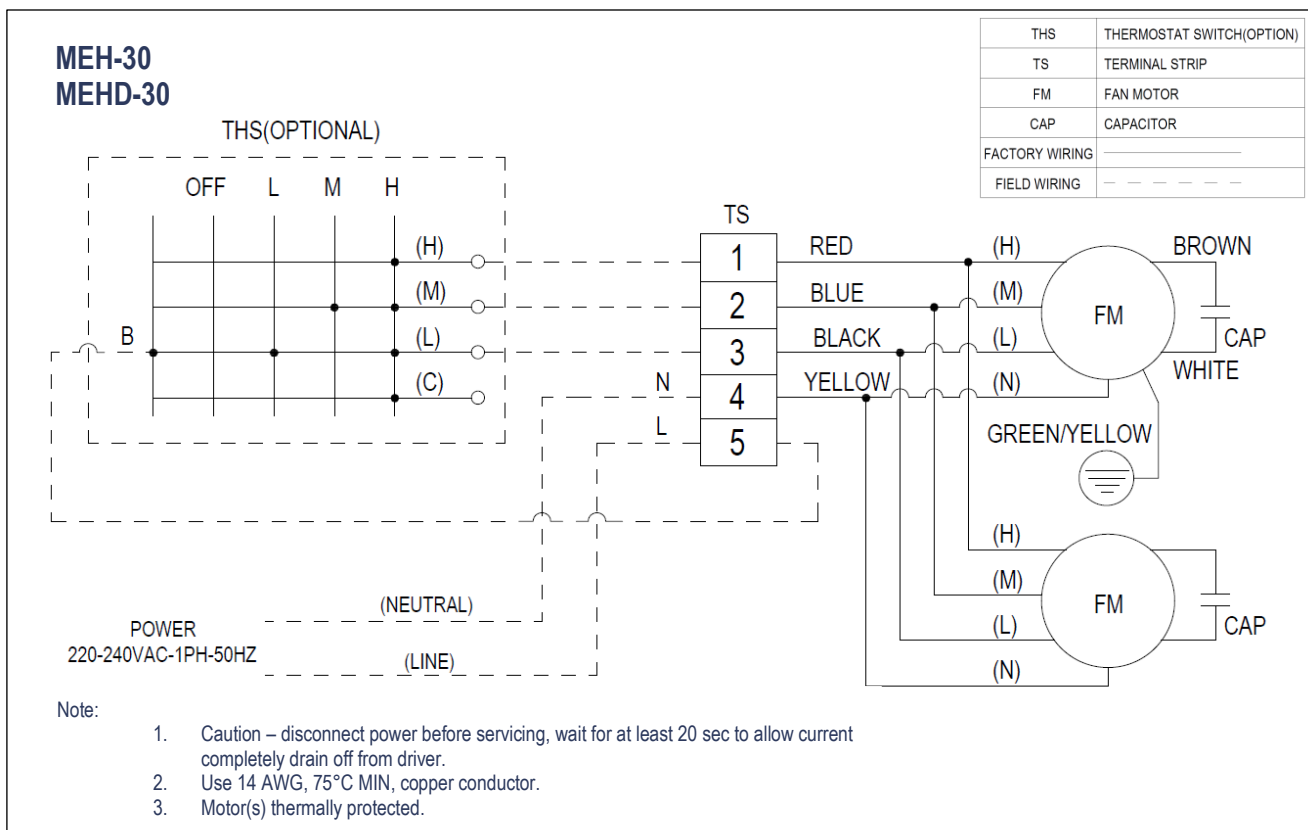 MEH-30
MEHD-30
THS THERMOSTAT SWITCH(OPTION)
TS TERMINAL STRIP
FM FAN MOTOR
CAP CAPACITOR
FACTORY WIRING
FIELD WIRING
THS(OPTIONAL)
OFF L M H
(H)
(M)
B
(L)
(C)
TS
1
2
3
4
5
N
L
RED
BLUE
BLACK
YELLOW
(H)
(M)
(L)
(N)
FM
BROWN
CAP
WHITE
GREEN/YELLOW
(H)
(M)
(L)
(N)
FM
CAP
(NEUTRAL)
POWER
220-240VAC-1PH-50HZ
(LINE)
Note:
1. Caution – disconnect power before servicing, wait for at least 20 sec to allow current
completely drain off from driver.
2. Use 14 AWG, 75°C MIN, copper conductor.
3. Motor(s) thermally protected.